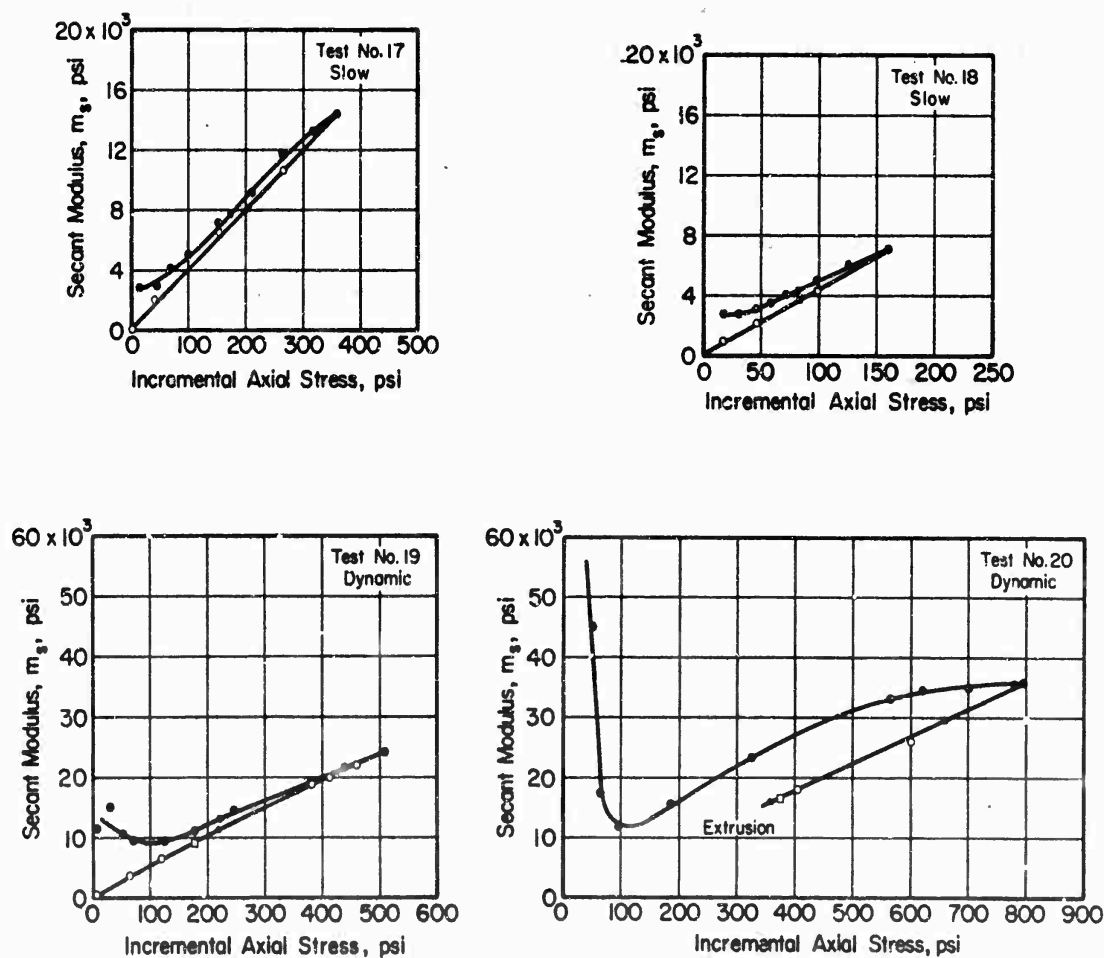 20 x 10³
Test No. 17
Slow
16
12
8
4
0
0 100 200 300 400 500
Secant Modulus, mₛ, psi
Incremental Axial Stress, psi
20 x 10³
Test No. 18
Slow
16
12
8
4
0
0 50 100 150 200 250
Secant Modulus, mₛ, psi
Incremental Axial Stress, psi
60 x 10³
Test No. 19
Dynamic
50
40
30
20
10
0
0 100 200 300 400 500 600
Secant Modulus, mₛ, psi
Incremental Axial Stress, psi
60 x 10³
Test No. 20
Dynamic
50
40
30
20
10
0
Extrusion
0 100 200 300 400 500 600 700 800 900
Secant Modulus, mₛ, psi
Incremental Axial Stress, psi